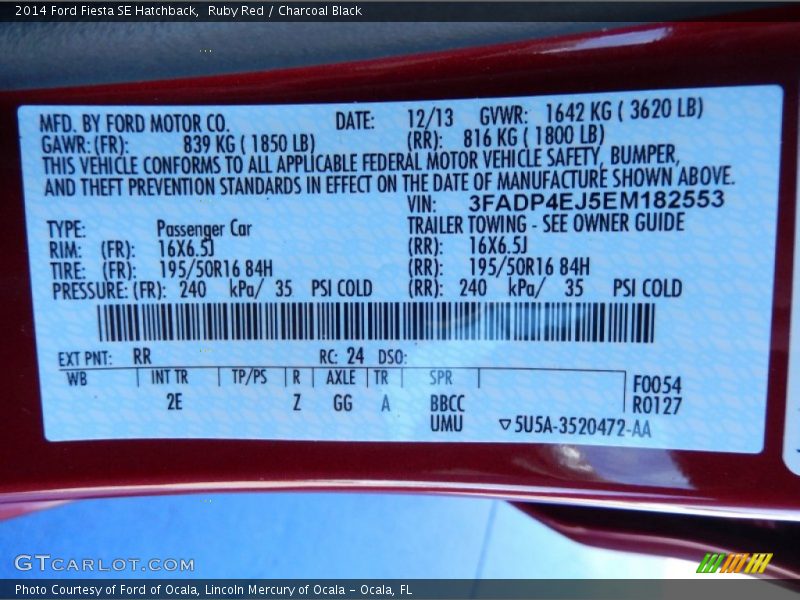 2014 Ford Fiesta SE Hatchback,  Ruby Red / Charcoal Black
MFD. BY FORD MOTOR CO. DATE: 12/13 GVWR: 1642 KG ( 3620 LB)
GAWR: (FR): 839 KG ( 1850 LB) (RR): 816 KG ( 1800 LB)
THIS VEHICLE CONFORMS TO ALL APPLICABLE FEDERAL MOTOR VEHICLE SAFETY, BUMPER,
AND THEFT PREVENTION STANDARDS IN EFFECT ON THE DATE OF MANUFACTURE SHOWN ABOVE.
VIN: 3FADP4EJ5EM182553
TYPE: Passenger Car TRAILER TOWING - SEE OWNER GUIDE
RIM: (FR): 16X6.5J (RR): 16X6.5J
TIRE: (FR): 195/50R16 84H (RR): 195/50R16 84H
PRESSURE: (FR): 240 kPa/ 35 PSI COLD (RR): 240 kPa/ 35 PSI COLD
EXT PNT: RR RC: 24 DSO:
WB INT TR TP/PS R AXLE TR SPR F0054
2E Z GG A BBCC R0127
UMU ▽5U5A-3520472-AA
GTCARLOT.COM
Photo Courtesy of Ford of Ocala, Lincoln Mercury of Ocala - Ocala, FL